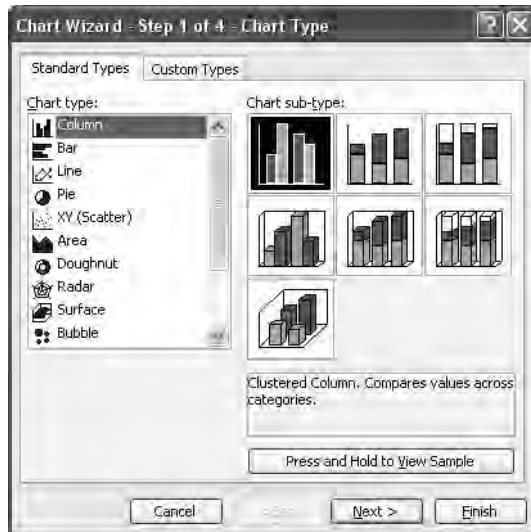 Chart Wizard - Step 1 of 4 - Chart Type
Standard Types
Custom Types
Chart type:
Column
Bar
Line
Pie
XY (Scatter)
Area
Doughnut
Radar
Surface
Bubble
Chart sub-type:
Clustered Column. Compares values across
categories.
Press and Hold to View Sample
Cancel
Next >
Finish